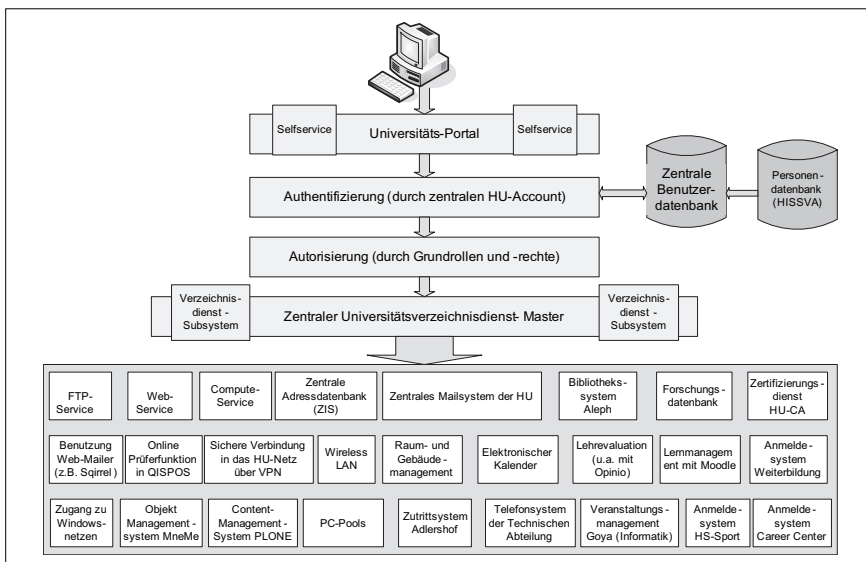 Selfservice
Universitäts-Portal
Selfservice
Authentifizierung (durch zentralen HU-Account)
Zentrale
Benutzer-
datenbank
Personen-
datenbank
(HISSVA)
Autorisierung (durch Grundrollen und -rechte)
Verzeichnis-
dienst -
Subsystem
Zentraler Universitätsverzeichnisdienst- Master
Verzeichnis-
dienst -
Subsystem
FTP-
Service
Web-
Service
Compute-
Service
Zentrale
Adressdatenbank
(ZIS)
Zentrales Mailsystem der HU
Bibliotheks-
system
Aleph
Forschungs-
datenbank
Zertifizierungs-
dienst
HU-CA
Benutzung
Web-Mailer
(z.B. Sqirrel)
Online
Prüferfunktion
in QISPOS
Sichere Verbindung
in das HU-Netz
über VPN
Wireless
LAN
Raum- und
Gebäude-
management
Elektronischer
Kalender
Lehrevaluation
(u.a. mit
Opinio)
Lernmanagem
ent mit Moodle
Anmelde-
system
Weiterbildung
Zugang zu
Windows-
netzen
Objekt
Management -
system MneMe
Content-
Management -
System PLONE
PC-Pools
Zutrittsystem
Adlershof
Telefonsystem
der Technischen
Abteilung
Veranstaltungs-
management
Goya (Informatik)
Anmelde-
system
HS-Sport
Anmelde-
system
Career Center